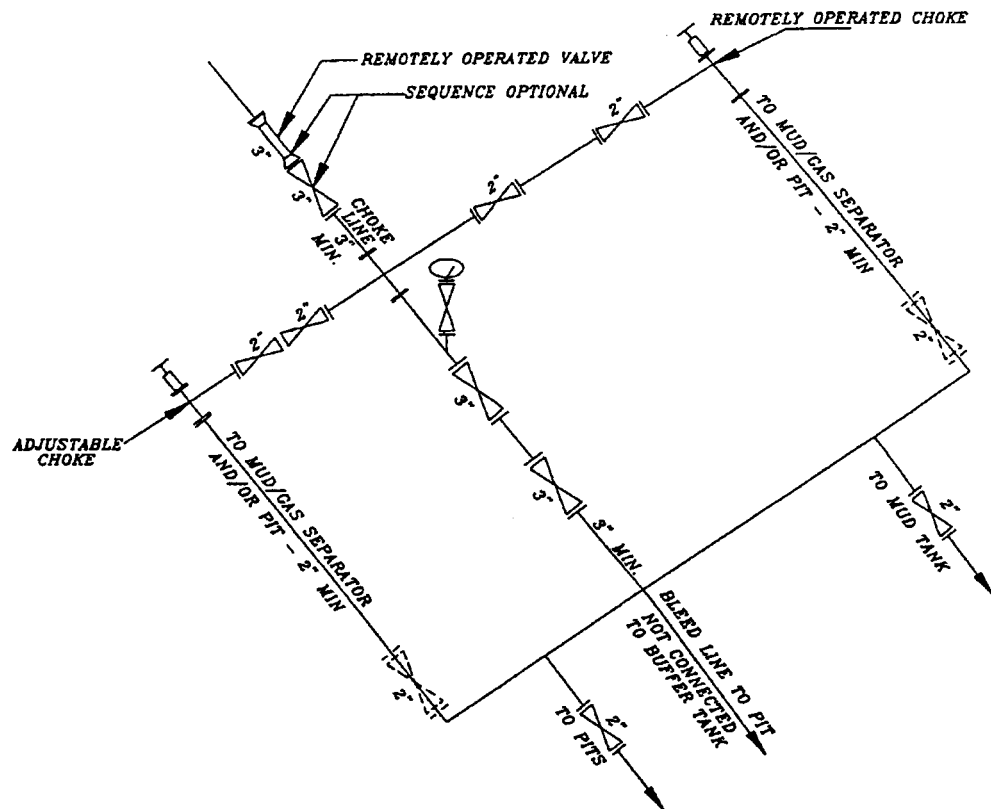 REMOTELY OPERATED CHOKE
REMOTELY OPERATED VALVE
SEQUENCE OPTIONAL
3"
3"
CHOKE
LINE
3"
MIN.
2"
2"
TO MUD/GAS SEPARATOR
AND/OR PIT - 2" MIN
2"
2"
2"
3"
3"
3" MIN.
ADJUSTABLE
CHOKE
TO MUD/GAS SEPARATOR
AND/OR PIT - 2" MIN
2"
2"
TO MUD TANK
BLEED LINE TO PIT
NOT CONNECTED
TO BUFFER TANK
2"
TO PITS